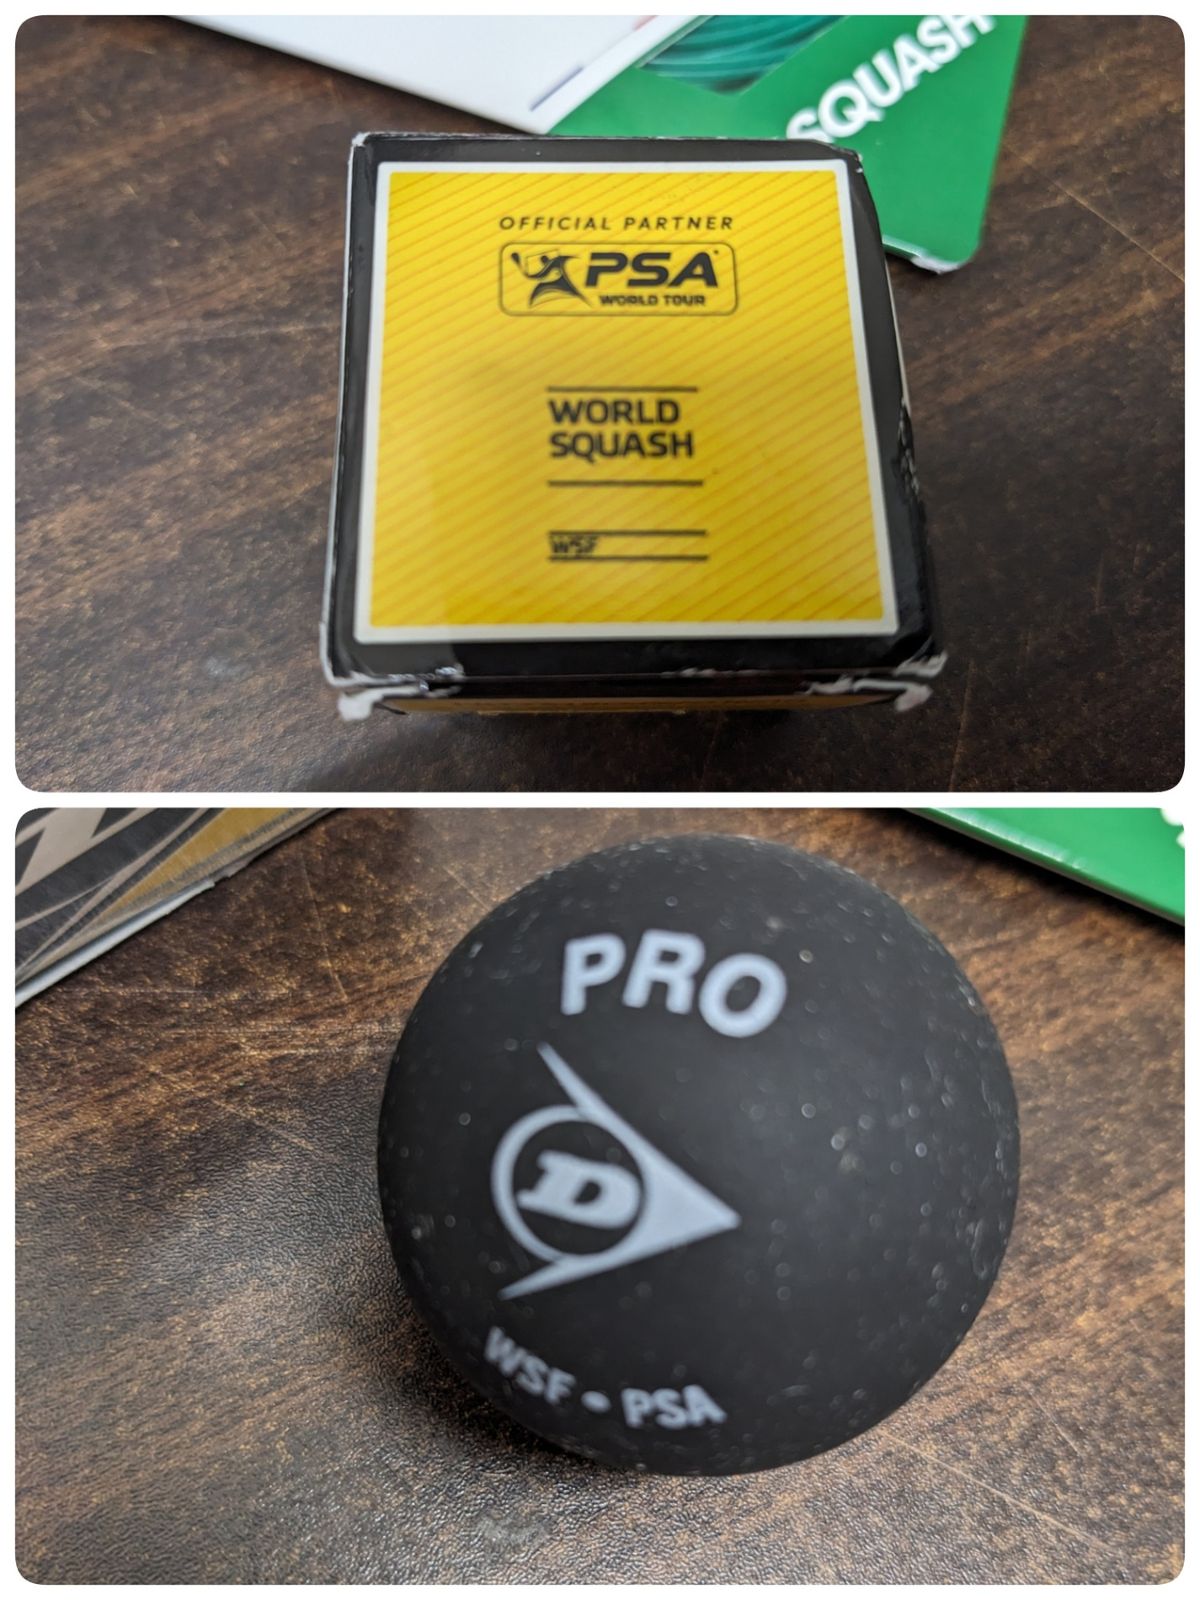 SQUASH
OFFICIAL PARTNER
PSA
WORLD TOUR
WORLD
SQUASH
WSF
PRO
D
WSF • PSA